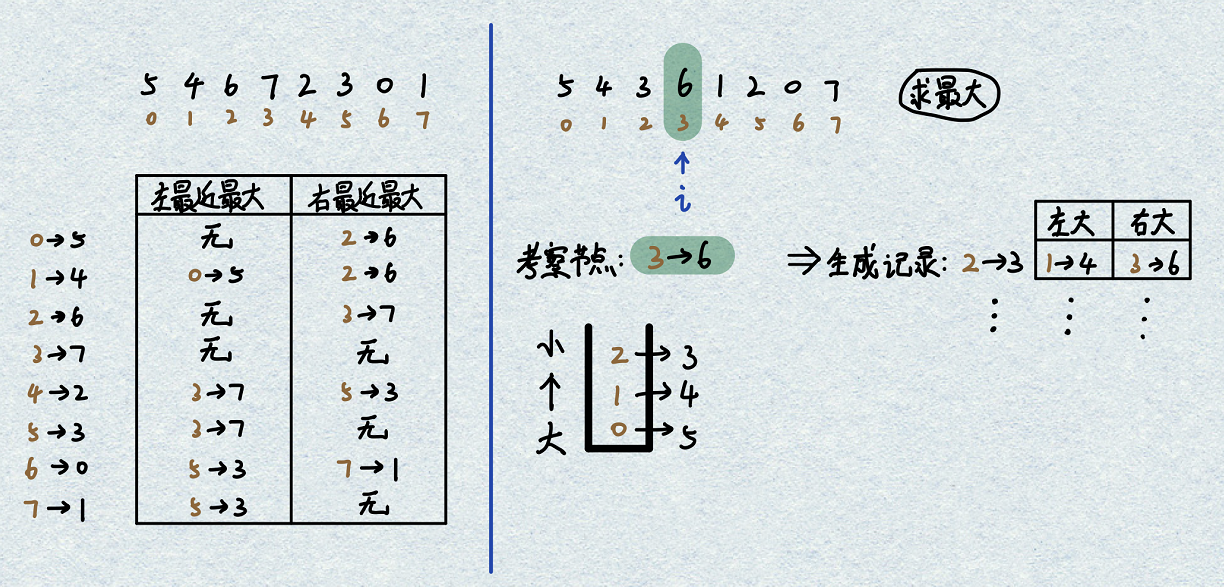 5 4 6 7 2 3 0 1
0 1 2 3 4 5 6 7
左最近最大 右最近最大
0→5 无 2→6
1→4 0→5 2→6
2→6 无 3→7
3→7 无 无
4→2 3→7 5→3
5→3 3→7 无
6→0 5→3 7→1
7→1 5→3 无
5 4 3 6 1 2 0 7
0 1 2 3 4 5 6 7
求最大
↑
i
考察节点: 3→6
⇒生成记录: 2→3
左大 右大
1→4 3→6
小
↑
大
2→3
1→4
0→5